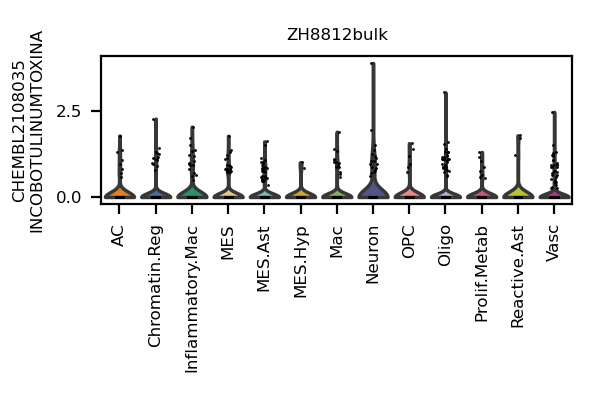 ZH8812bulk
CHEMBL2108035
INCOBOTULINUMTOXINA
2.5
0.0
AC
Chromatin.Reg
Inflammatory.Mac
MES
MES.Ast
MES.Hyp
Mac
Neuron
OPC
Oligo
Prolif.Metab
Reactive.Ast
Vasc